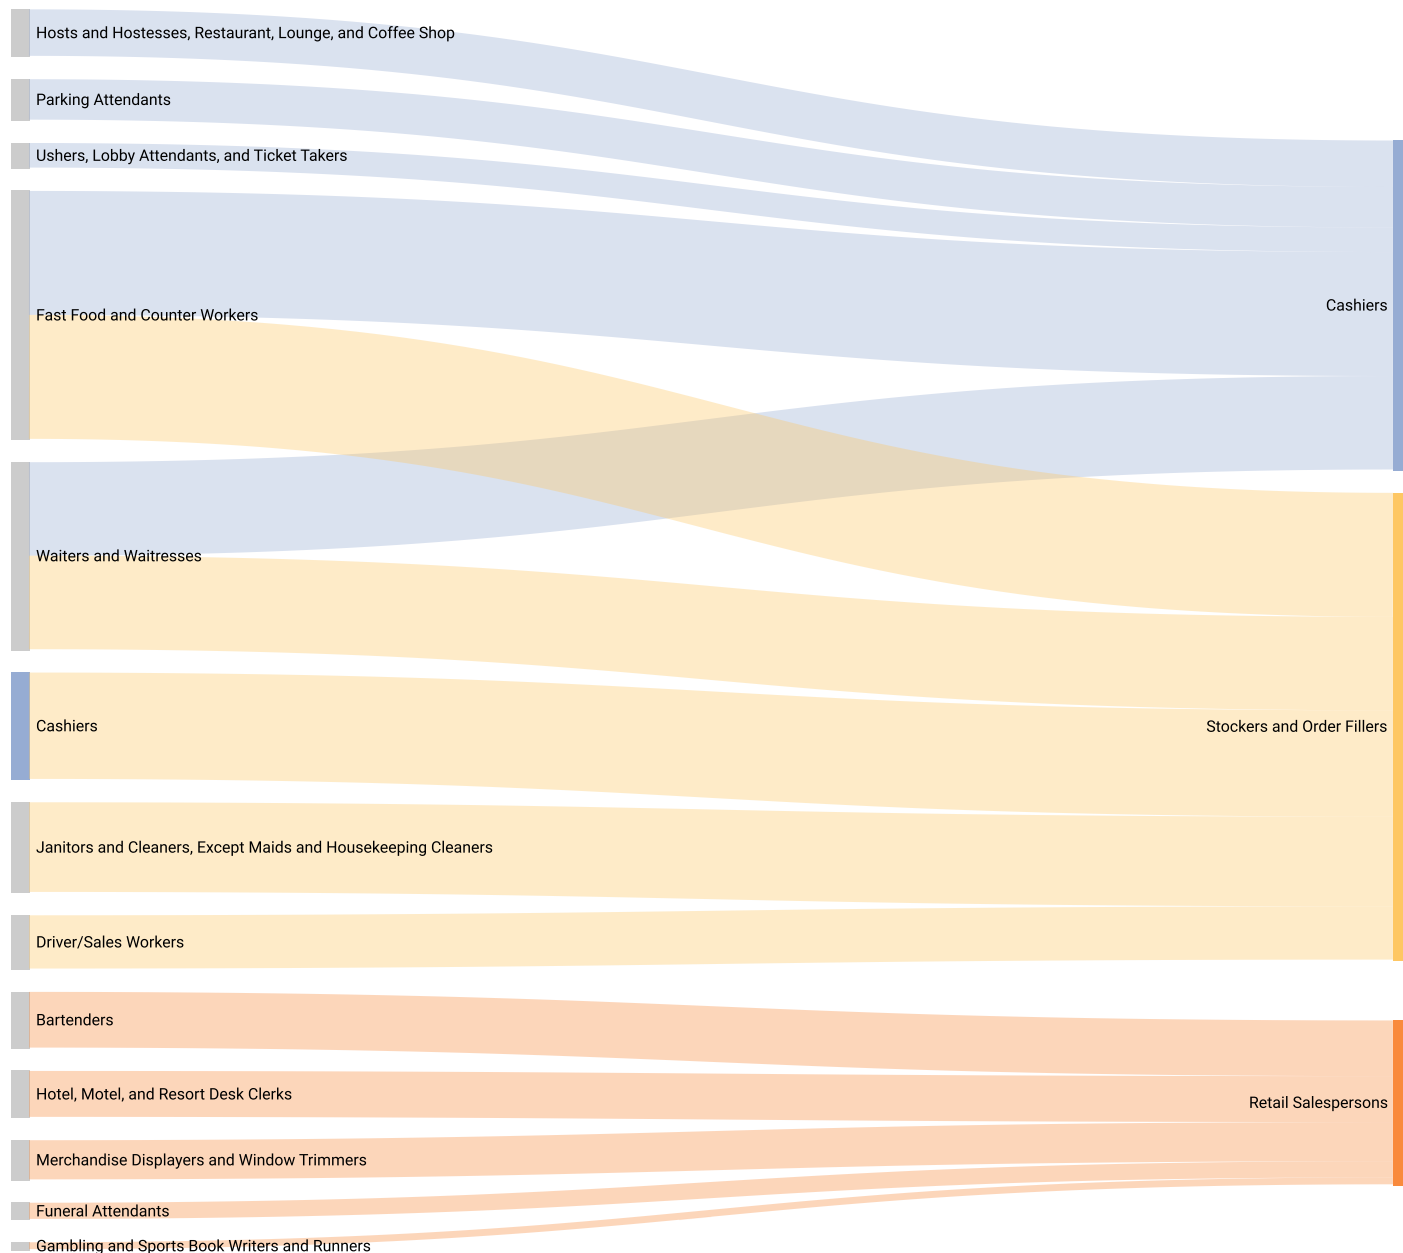 Hosts and Hostesses, Restaurant, Lounge, and Coffee Shop
Parking Attendants
Ushers, Lobby Attendants, and Ticket Takers
Cashiers
Fast Food and Counter Workers
Waiters and Waitresses
Cashiers
Stockers and Order Fillers
Janitors and Cleaners, Except Maids and Housekeeping Cleaners
Driver/Sales Workers
Bartenders
Hotel, Motel, and Resort Desk Clerks
Retail Salespersons
Merchandise Displayers and Window Trimmers
Funeral Attendants
Gambling and Sports Book Writers and Runners